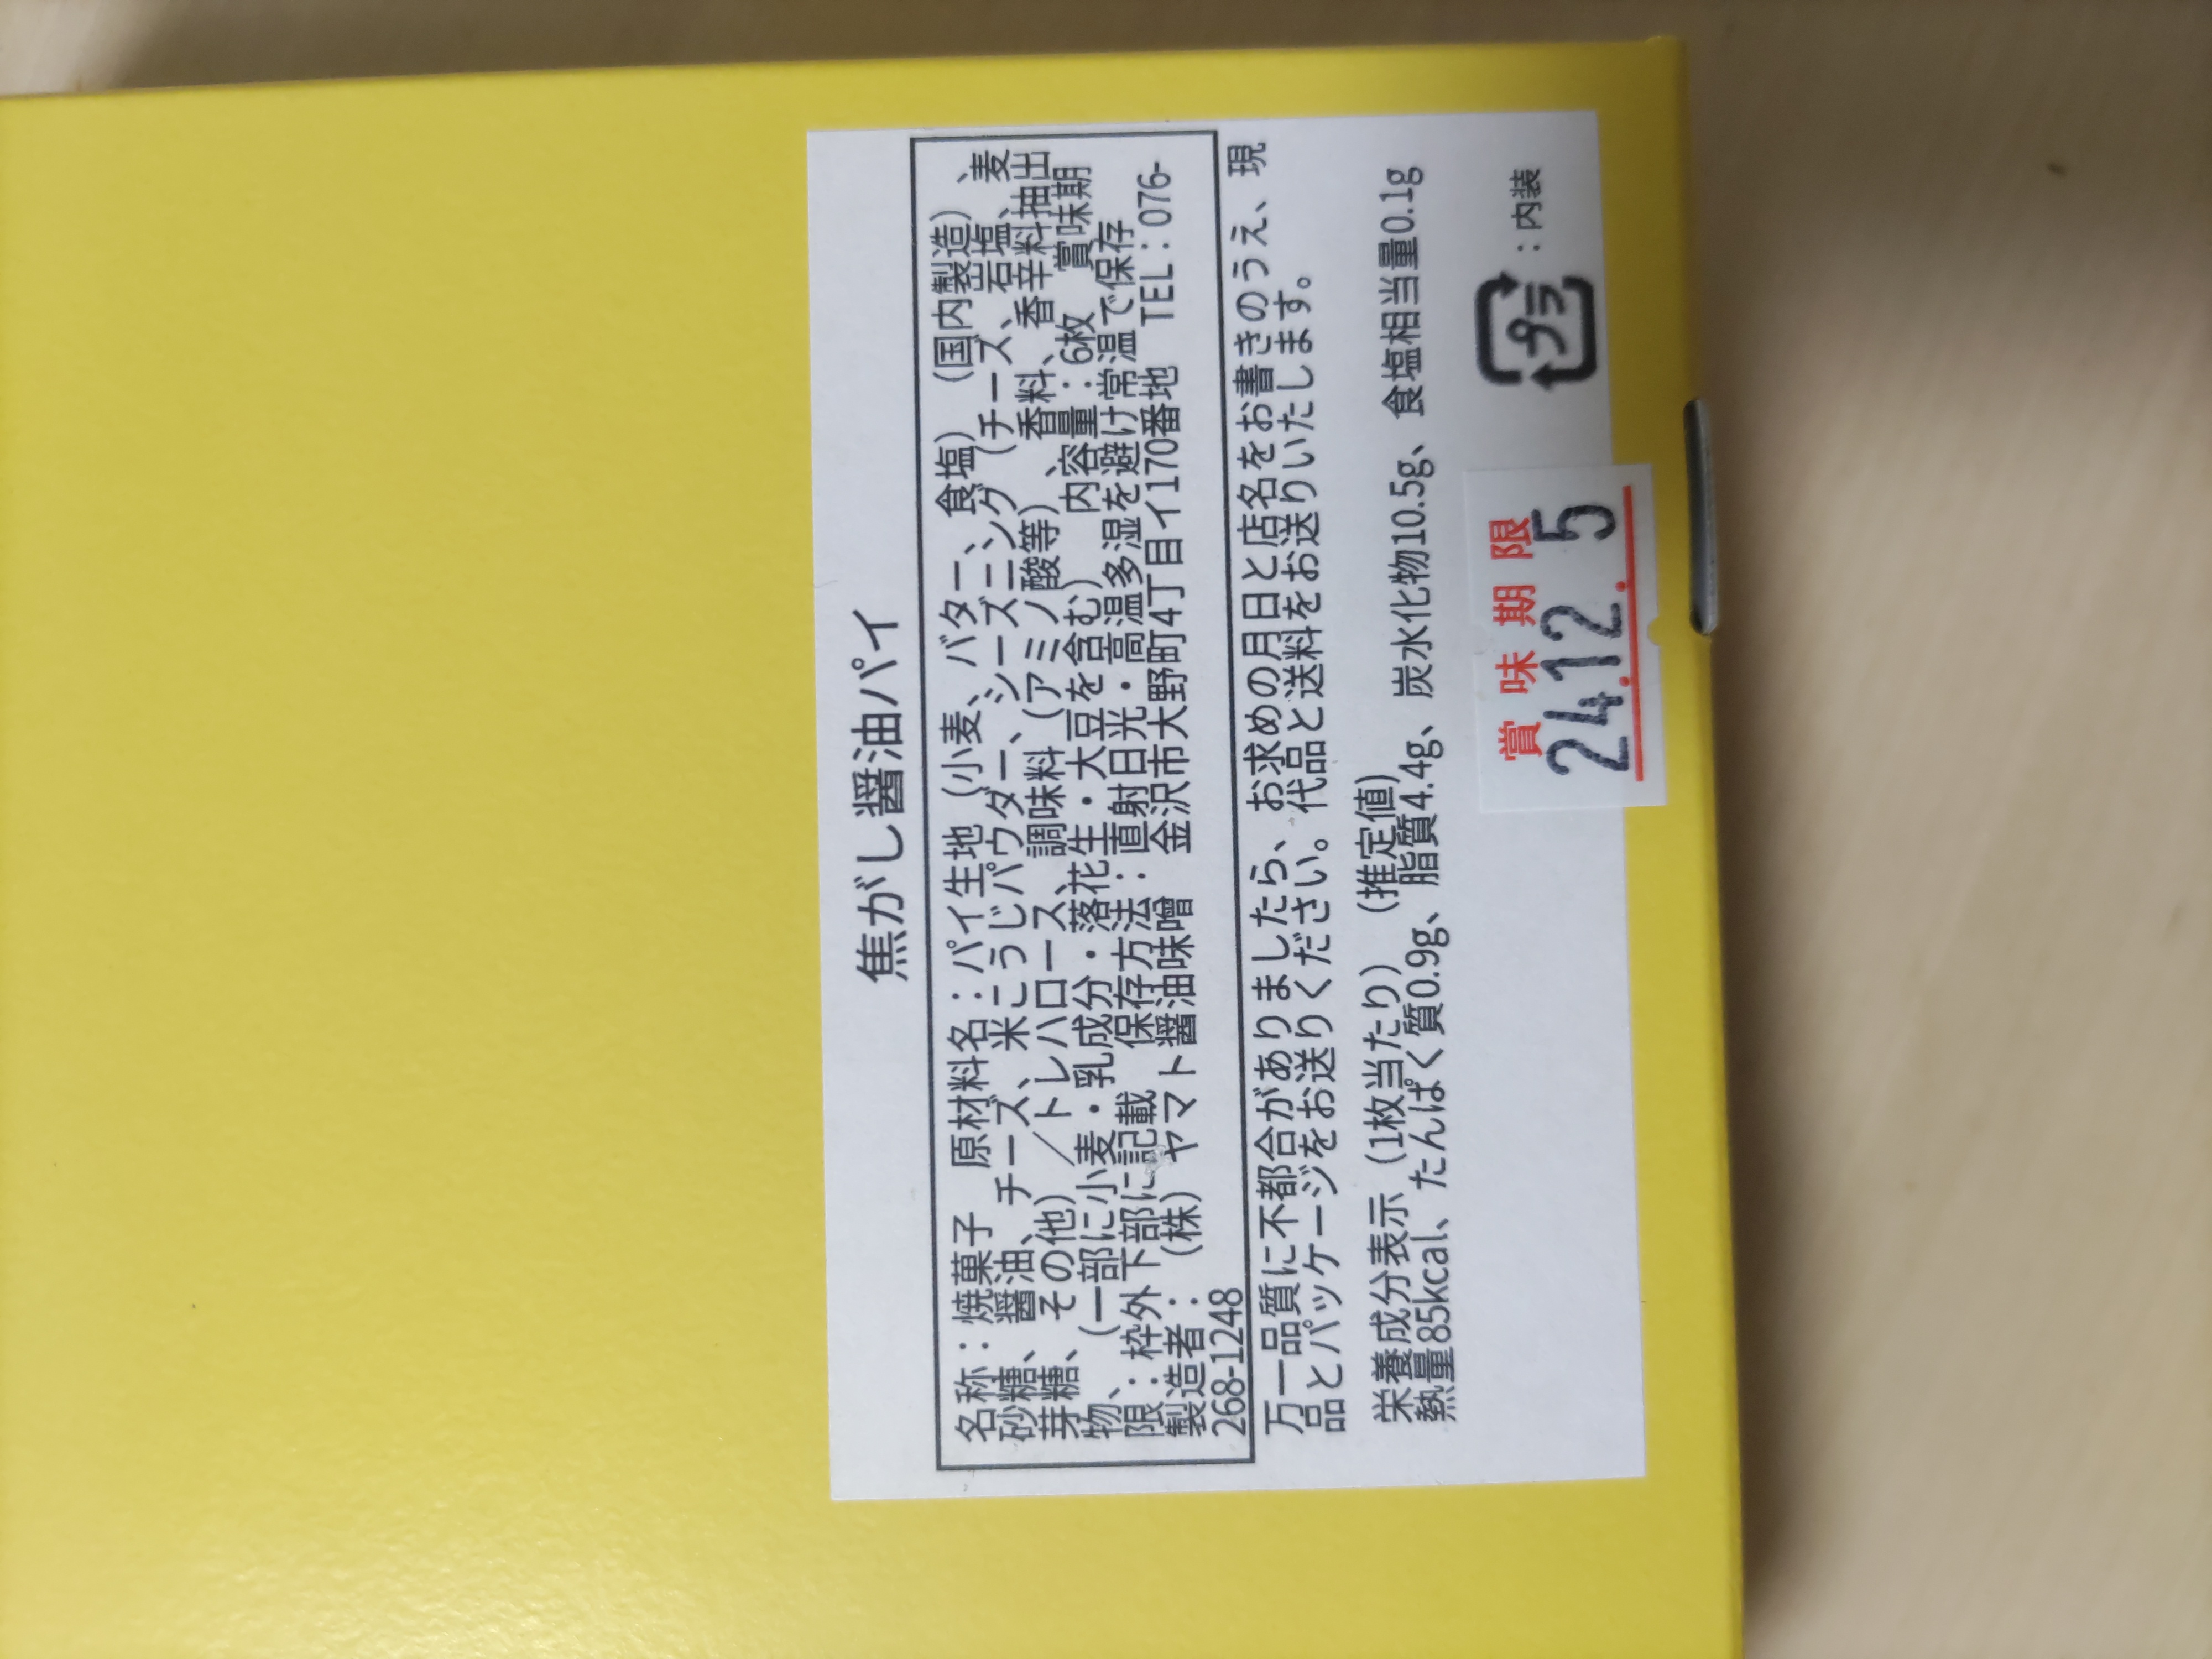 焦がし醤油パイ
名称：焼菓子　原材料名：パイ生地（小麦、バター、食塩）（国内製造）、麦
砂糖、醤油、チーズ、米こうじパウダー、シーズニング（チーズ、岩塩、
芽糖、その他）／トレハロース、調味料（アミノ酸等）、香料、香辛料抽出
物、（一部に小麦・乳成分・落花生・大豆を含む）　内容量：6枚　賞味期
限：枠外下部に記載　保存方法：直射日光・高温多湿を避け常温で保存
製造者：（株）ヤマト醤油味噌　金沢市大野町4丁目イ170番地　TEL：076-
268-1248
万一品質に不都合がありましたら、お求めの月日と店名をお書きのうえ、現
品とパッケージをお送りください。代品と送料をお送りいたします。
栄養成分表示（1枚当たり）（推定値）
熱量85kcal、たんぱく質0.9g、脂質4.4g、炭水化物10.5g、食塩相当量0.1g
プラ：内装
賞味期限
24.12.5